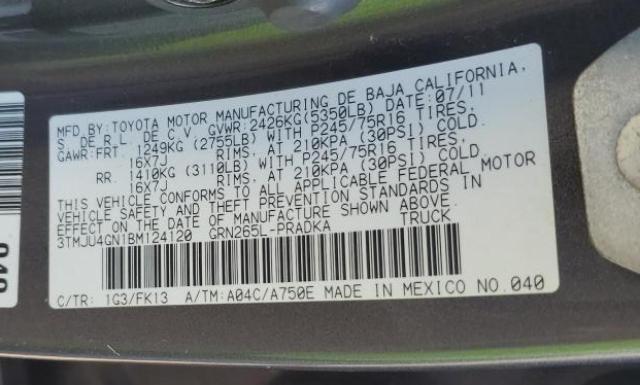 MFD.BY:TOYOTA MOTOR MANUFACTURING DE BAJA CALIFORNIA,
S. DE R.L. DE C.V. GVWR:2426KG(5350LB) DATE:07/11
GAWR:FRT. 1249KG (2755LB) WITH P245/75R16 TIRES,
16X7J RIMS, AT 210KPA (30PSI) COLD.
RR. 1410KG (3110LB) WITH P245/75R16 TIRES,
16X7J RIMS, AT 210KPA (30PSI) COLD.
THIS VEHICLE CONFORMS TO ALL APPLICABLE FEDERAL MOTOR
VEHICLE SAFETY AND THEFT PREVENTION STANDARDS IN
EFFECT ON THE DATE OF MANUFACTURE SHOWN ABOVE.
3TMJU4GN1BM124120 GRN265L-PRADKA TRUCK
C/TR: 1G3/FK13 A/TM:A04C/A750E MADE IN MEXICO NO.040
040